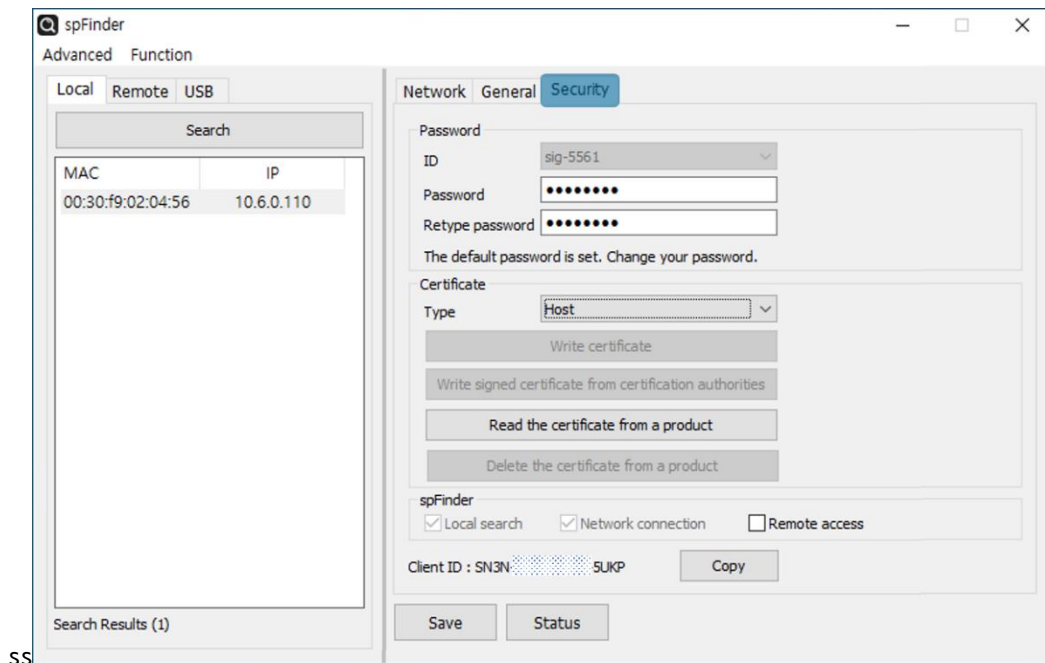 spFinder
Advanced Function
Local Remote USB
Search
MAC IP
00:30:f9:02:04:56 10.6.0.110
Search Results (1)
Network General Security
Password
ID sig-5561
Password ••••••••
Retype password ••••••••
The default password is set. Change your password.
Certificate
Type Host
Write certificate
Write signed certificate from certification authorities
Read the certificate from a product
Delete the certificate from a product
spFinder
Local search Network connection Remote access
Client ID : SN3N 5UKP Copy
Save Status
ss